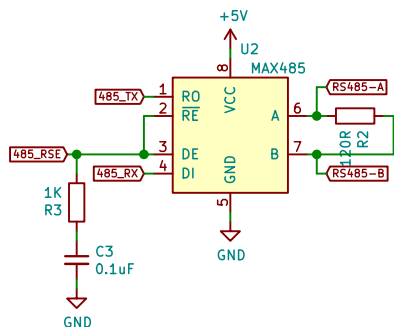 +5V
U2
MAX485
485_TX
1
RO
2
RE
485_RSE
3
DE
485_RX
4
DI
8
VCC
GND
5
A
6
B
7
RS485-A
120R
R2
RS485-B
GND
1K
R3
C3
0.1uF
GND